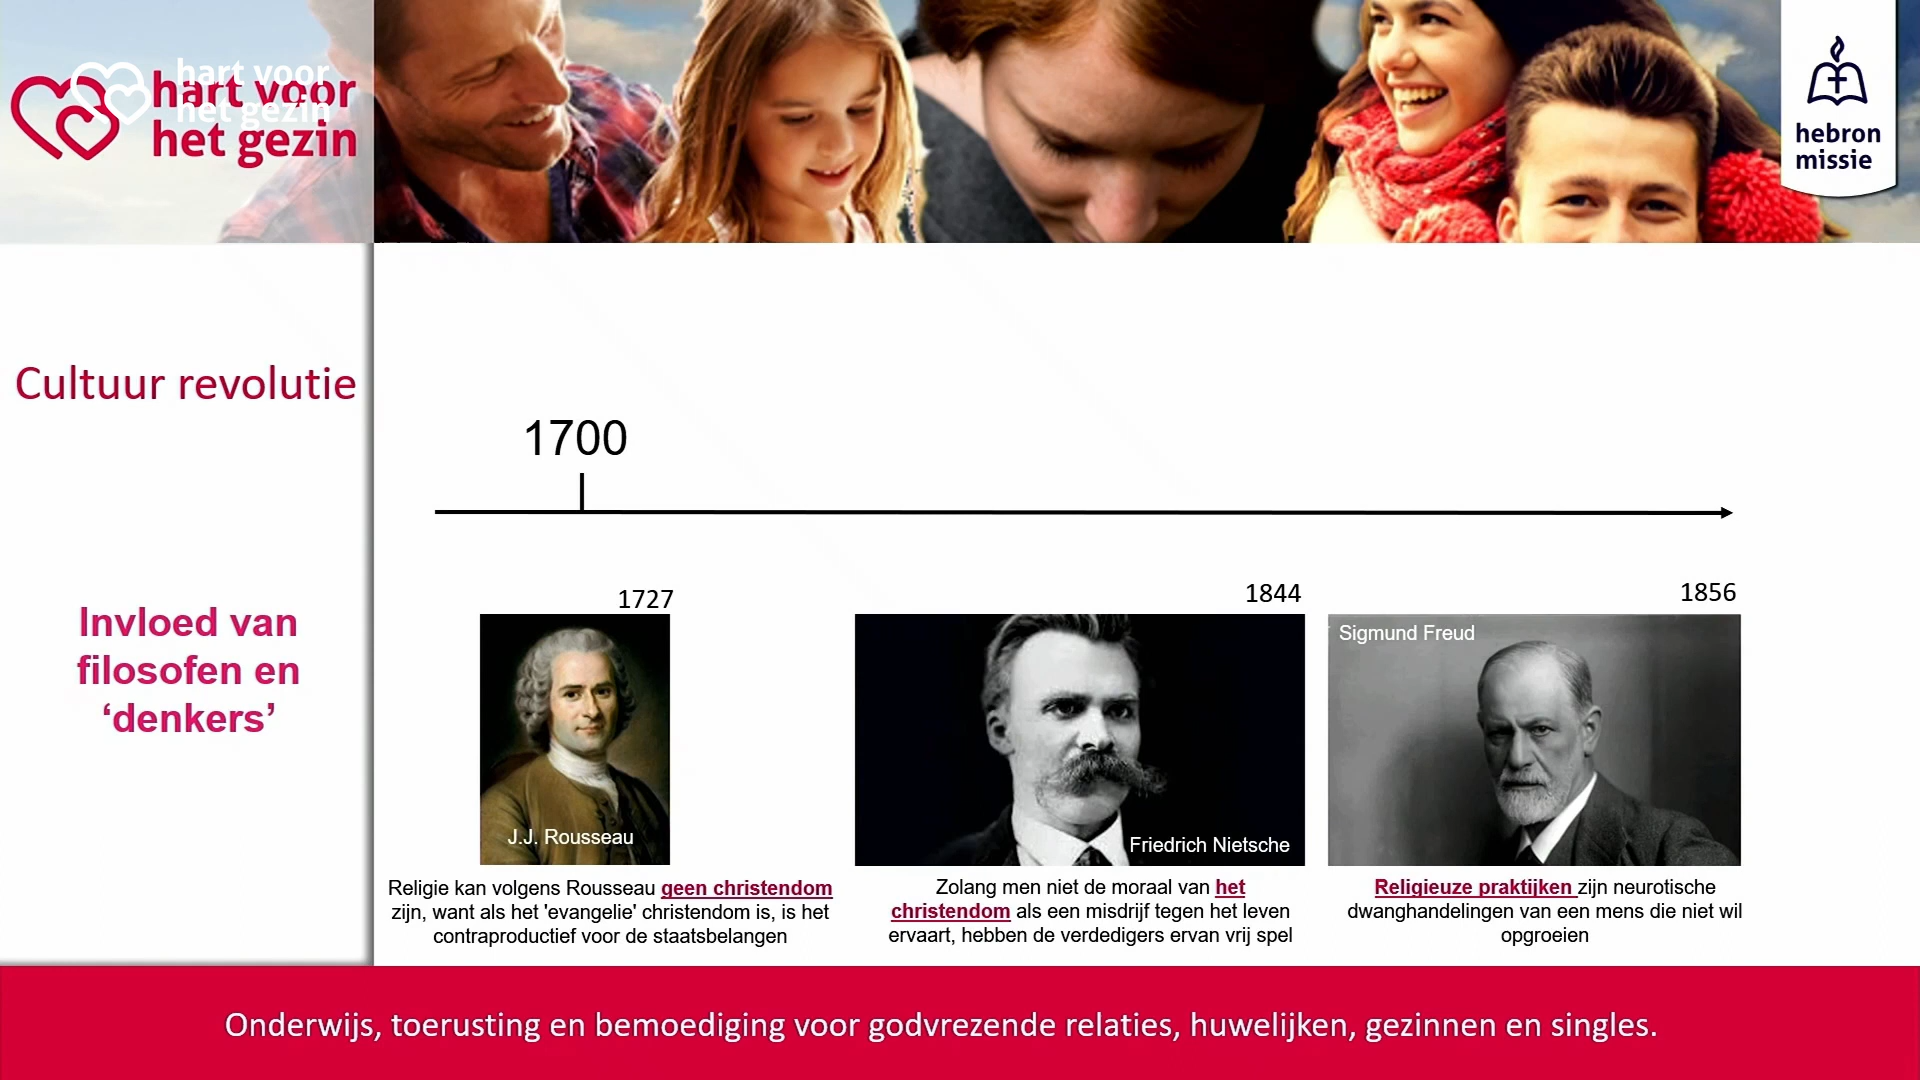 hart voor
het gezin
hart voor
het gezin
hebron
missie
Cultuur revolutie
1700
Invloed van
filosofen en
‘denkers’
1727
J.J. Rousseau
Religie kan volgens Rousseau geen christendom
zijn, want als het 'evangelie' christendom is, is het
contraproductief voor de staatsbelangen
1844
Friedrich Nietsche
Zolang men niet de moraal van het
christendom als een misdrijf tegen het leven
ervaart, hebben de verdedigers ervan vrij spel
1856
Sigmund Freud
Religieuze praktijken zijn neurotische
dwanghandelingen van een mens die niet wil
opgroeien
Onderwijs, toerusting en bemoediging voor godvrezende relaties, huwelijken, gezinnen en singles.